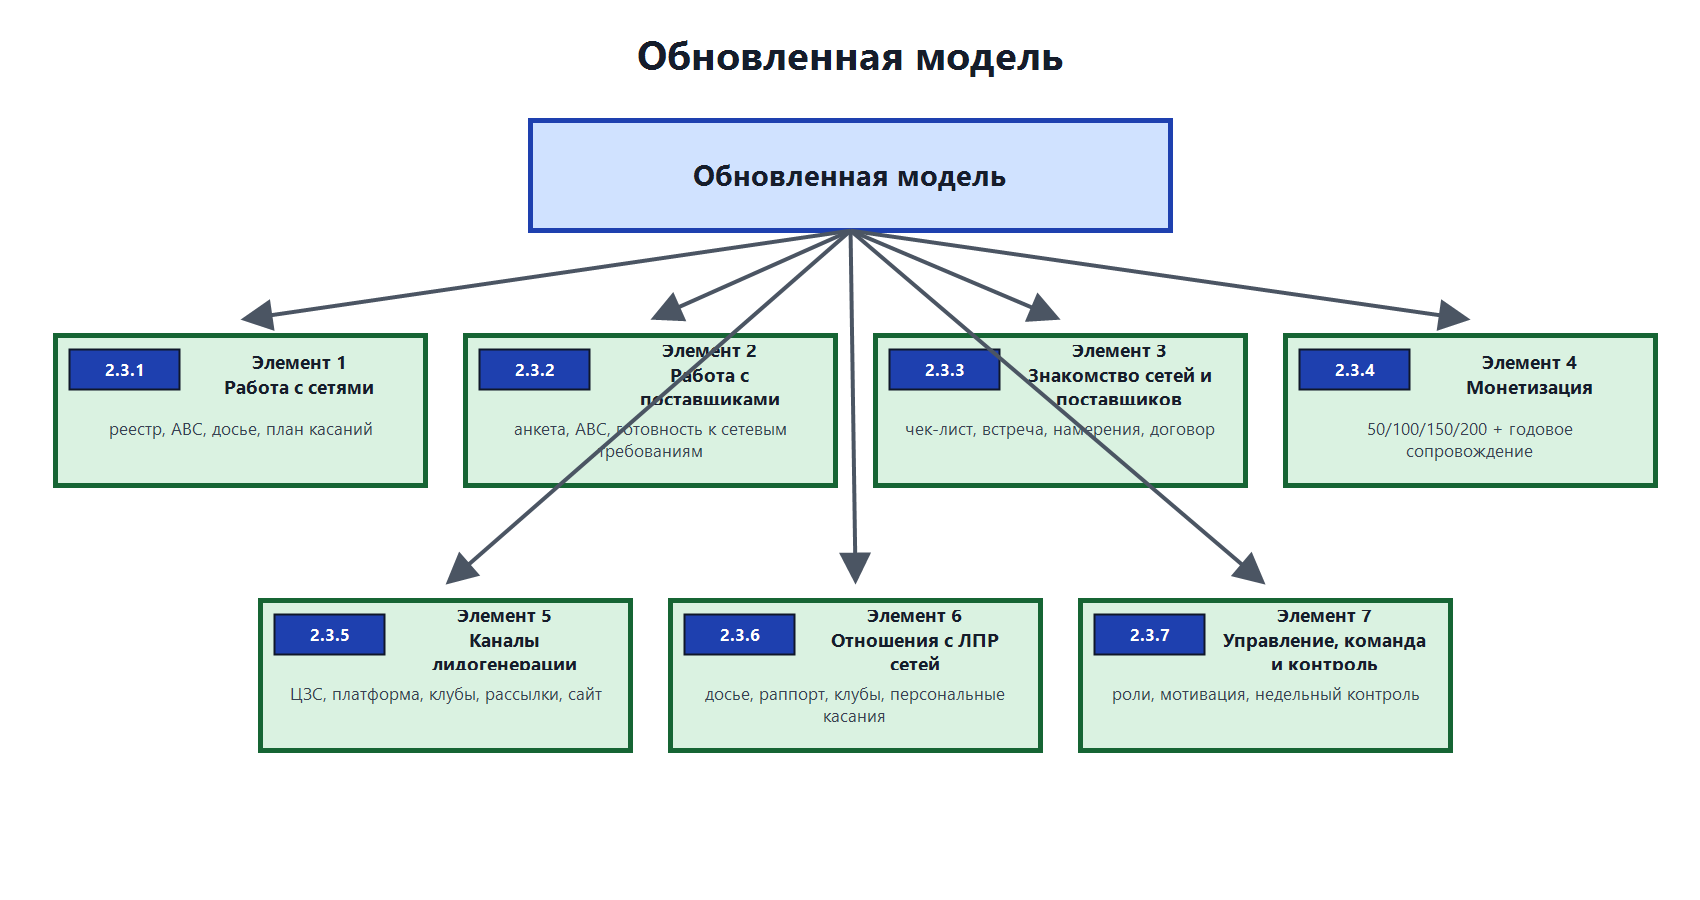 Обновленная модель
Обновленная модель
2.3.1
Элемент 1
Работа с сетями
реестр, АВС, досье, план касаний
2.3.2
Элемент 2
Работа с
поставщиками
анкета, АВС, готовность к сетевым
требованиям
2.3.3
Элемент 3
Знакомство сетей и
поставщиков
чек-лист, встреча, намерения, договор
2.3.4
Элемент 4
Монетизация
50/100/150/200 + годовое
сопровождение
2.3.5
Элемент 5
Каналы
лидогенерации
ЦЗС, платформа, клубы, рассылки, сайт
2.3.6
Элемент 6
Отношения с ЛПР
сетей
досье, раппорт, клубы, персональные
касания
2.3.7
Элемент 7
Управление, команда
и контроль
роли, мотивация, недельный контроль